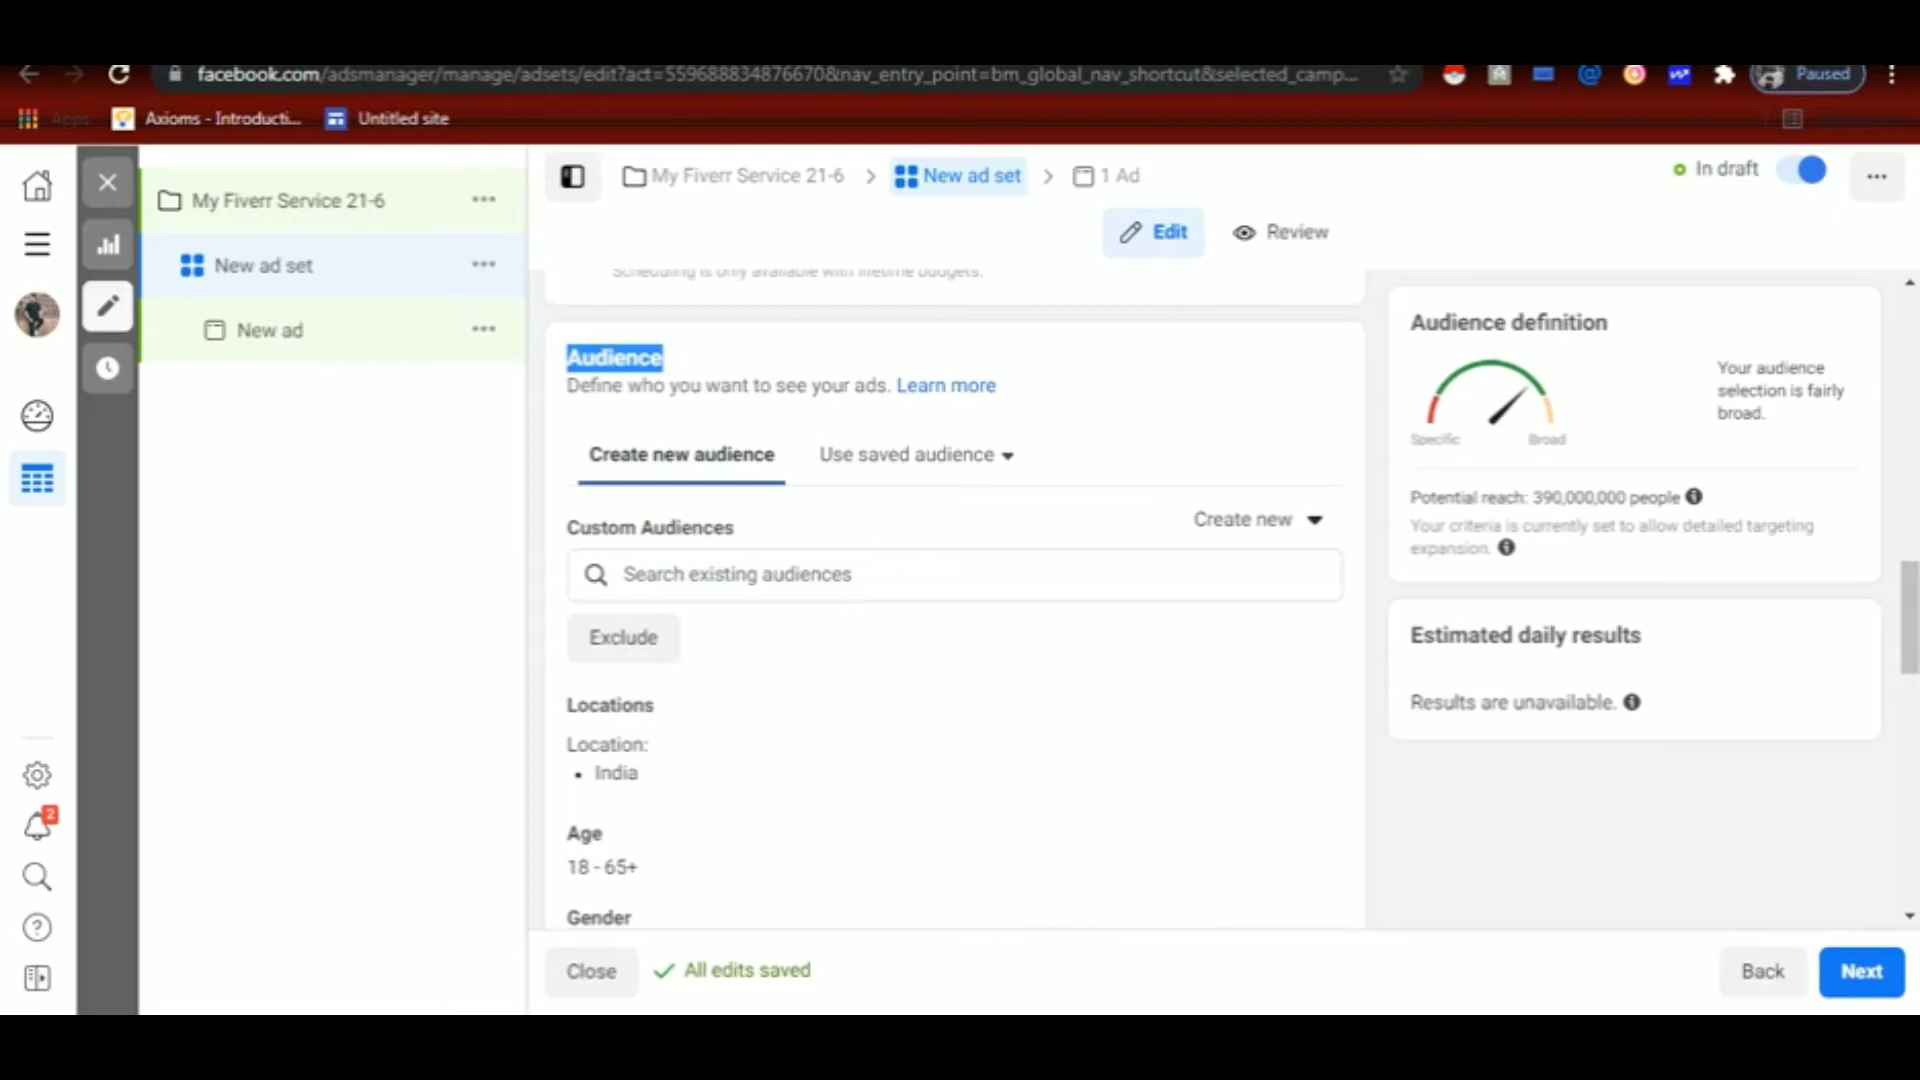 facebook.com/adsmanager/manage/adsets/edit?act=559688834876670&nav_entry_point=bm_global_nav_shortcut&selected_camp...
Paused
Apps
Axioms - Introducti...
Untitled site
My Fiverr Service 21-6
New ad set
1 Ad
In draft
Edit
Review
My Fiverr Service 21-6
New ad set
New ad
Scheduling is only available with lifetime budgets.
Audience
Define who you want to see your ads. Learn more
Create new audience
Use saved audience
Custom Audiences
Create new
Search existing audiences
Exclude
Locations
Location:
• India
Age
18 - 65+
Gender
Audience definition
Your audience
selection is fairly
broad.
Specific
Broad
Potential reach: 390,000,000 people
Your criteria is currently set to allow detailed targeting
expansion.
Estimated daily results
Results are unavailable.
2
Close
All edits saved
Back
Next